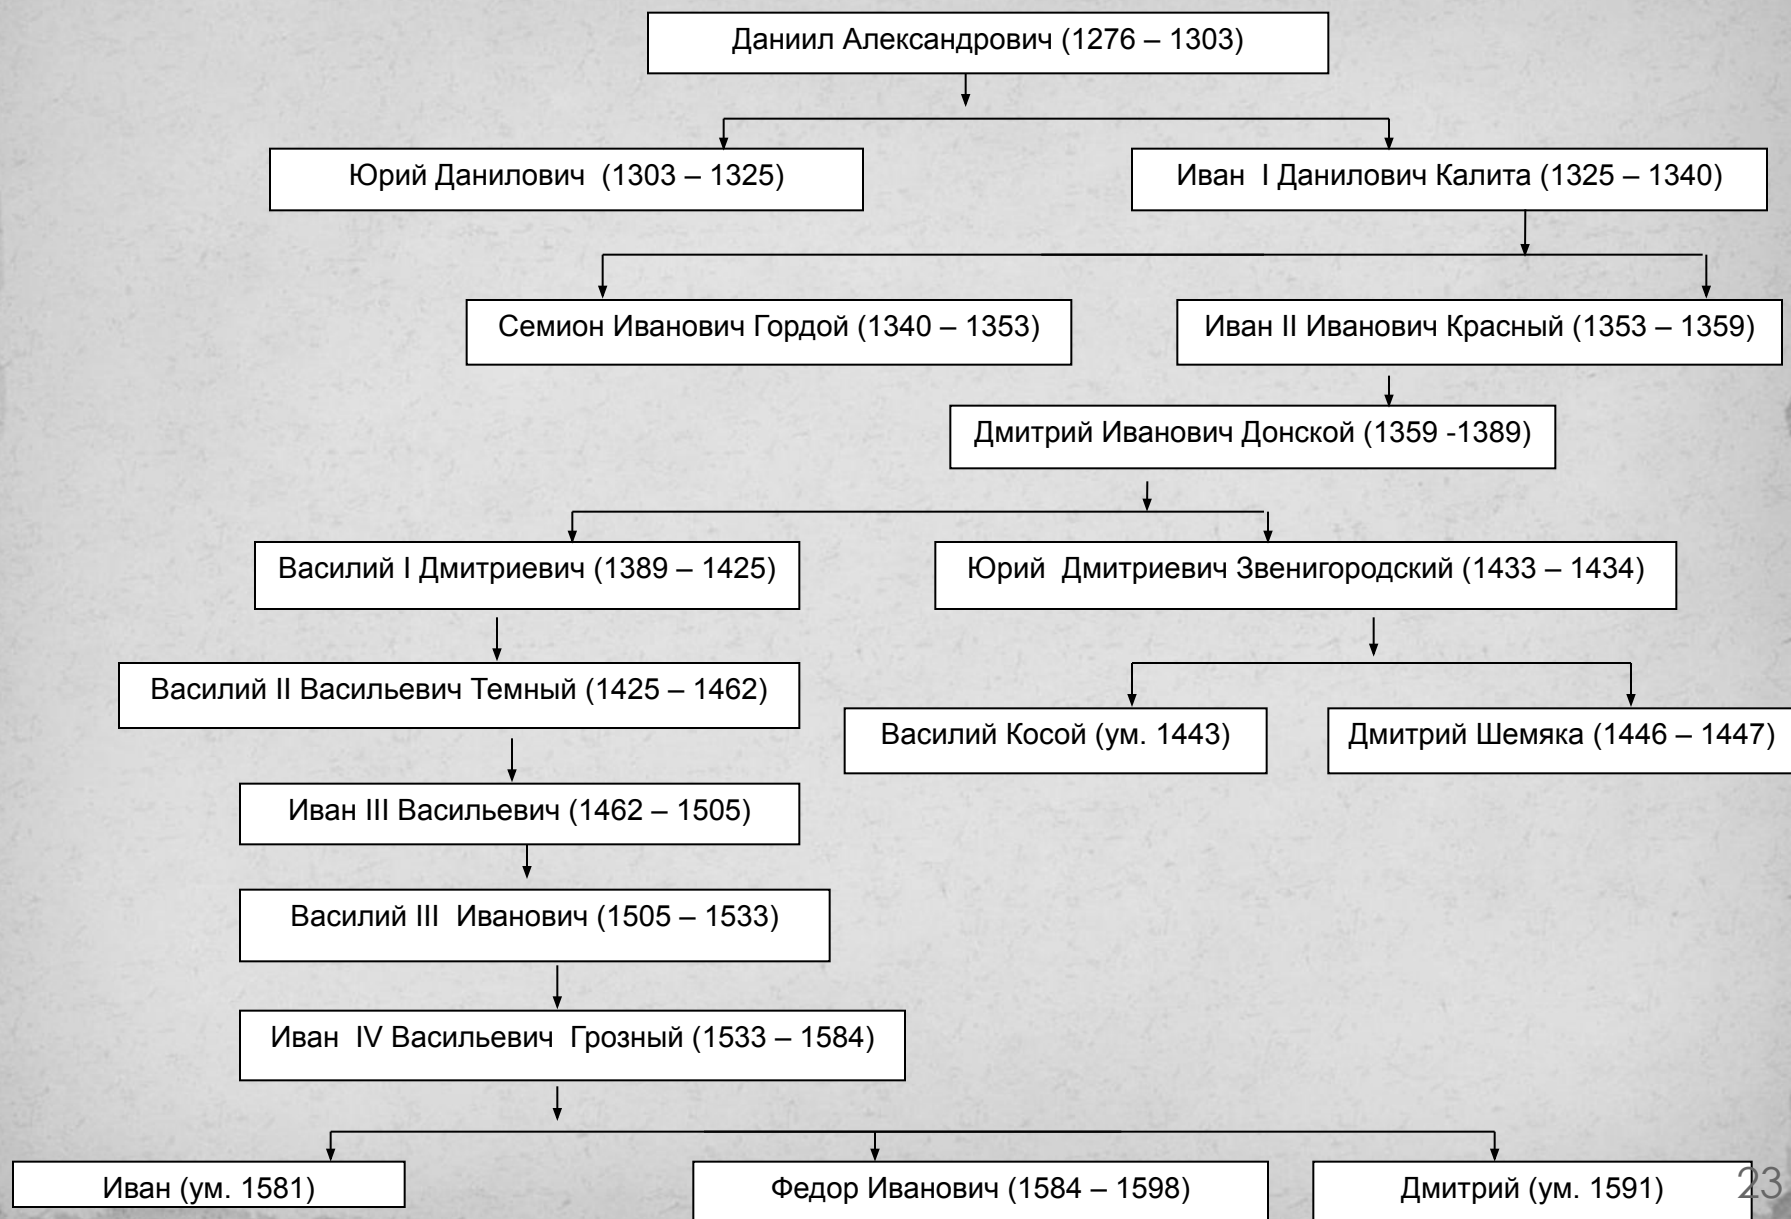 Даниил Александрович (1276 – 1303)
Юрий Данилович (1303 – 1325)
Иван I Данилович Калита (1325 – 1340)
Семион Иванович Гордой (1340 – 1353)
Иван II Иванович Красный (1353 – 1359)
Дмитрий Иванович Донской (1359 -1389)
Василий I Дмитриевич (1389 – 1425)
Юрий Дмитриевич Звенигородский (1433 – 1434)
Василий II Васильевич Темный (1425 – 1462)
Василий Косой (ум. 1443)
Дмитрий Шемяка (1446 – 1447)
Иван III Васильевич (1462 – 1505)
Василий III Иванович (1505 – 1533)
Иван IV Васильевич Грозный (1533 – 1584)
Иван (ум. 1581)
Федор Иванович (1584 – 1598)
Дмитрий (ум. 1591)
23